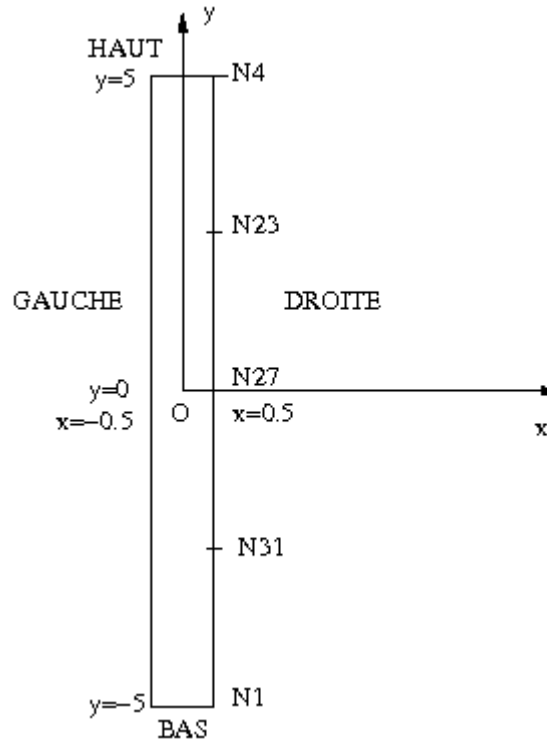 y
HAUT
y=5
N4
N23
GAUCHE
DROITE
y=0
N27
x=−0.5
O
x=0.5
x
N31
y=−5
N1
BAS